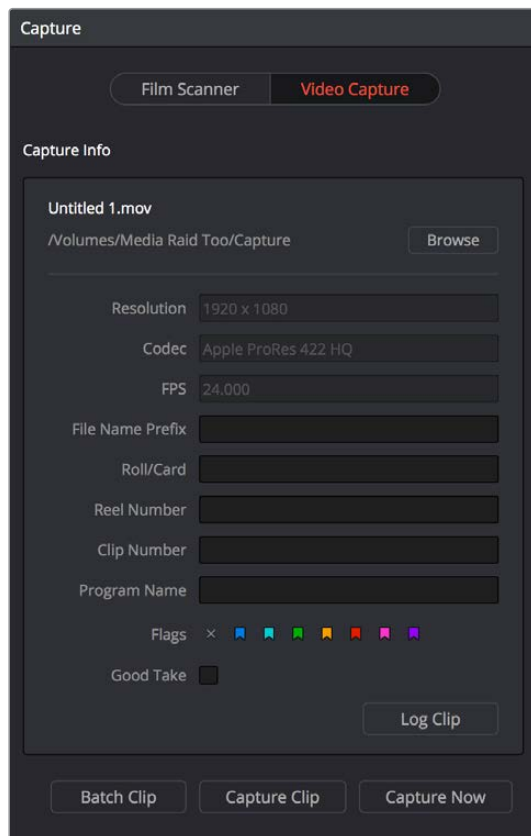 Capture
Film Scanner Video Capture
Capture Info
Untitled 1.mov
/Volumes/Media Raid Too/Capture Browse
Resolution 1920 x 1080
Codec Apple ProRes 422 HQ
FPS 24.000
File Name Prefix
Roll/Card
Reel Number
Clip Number
Program Name
Flags
Good Take
Log Clip
Batch Clip Capture Clip Capture Now